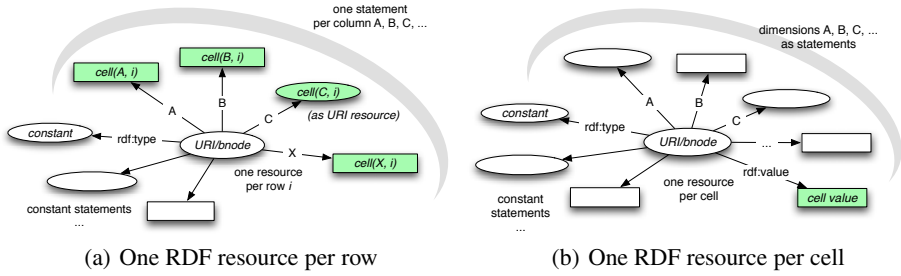 one statement
per column A, B, C, ...
cell(A, i)
cell(B, i)
cell(C, i)
(as URI resource)
A
B
C
constant
rdf:type
URI/bnode
X
cell(X, i)
one resource
per row i
constant statements
...
(a) One RDF resource per row
dimensions A, B, C, ...
as statements
A
B
C
constant
rdf:type
URI/bnode
...
rdf:value
one resource
per cell
cell value
constant
statements
...
(b) One RDF resource per cell